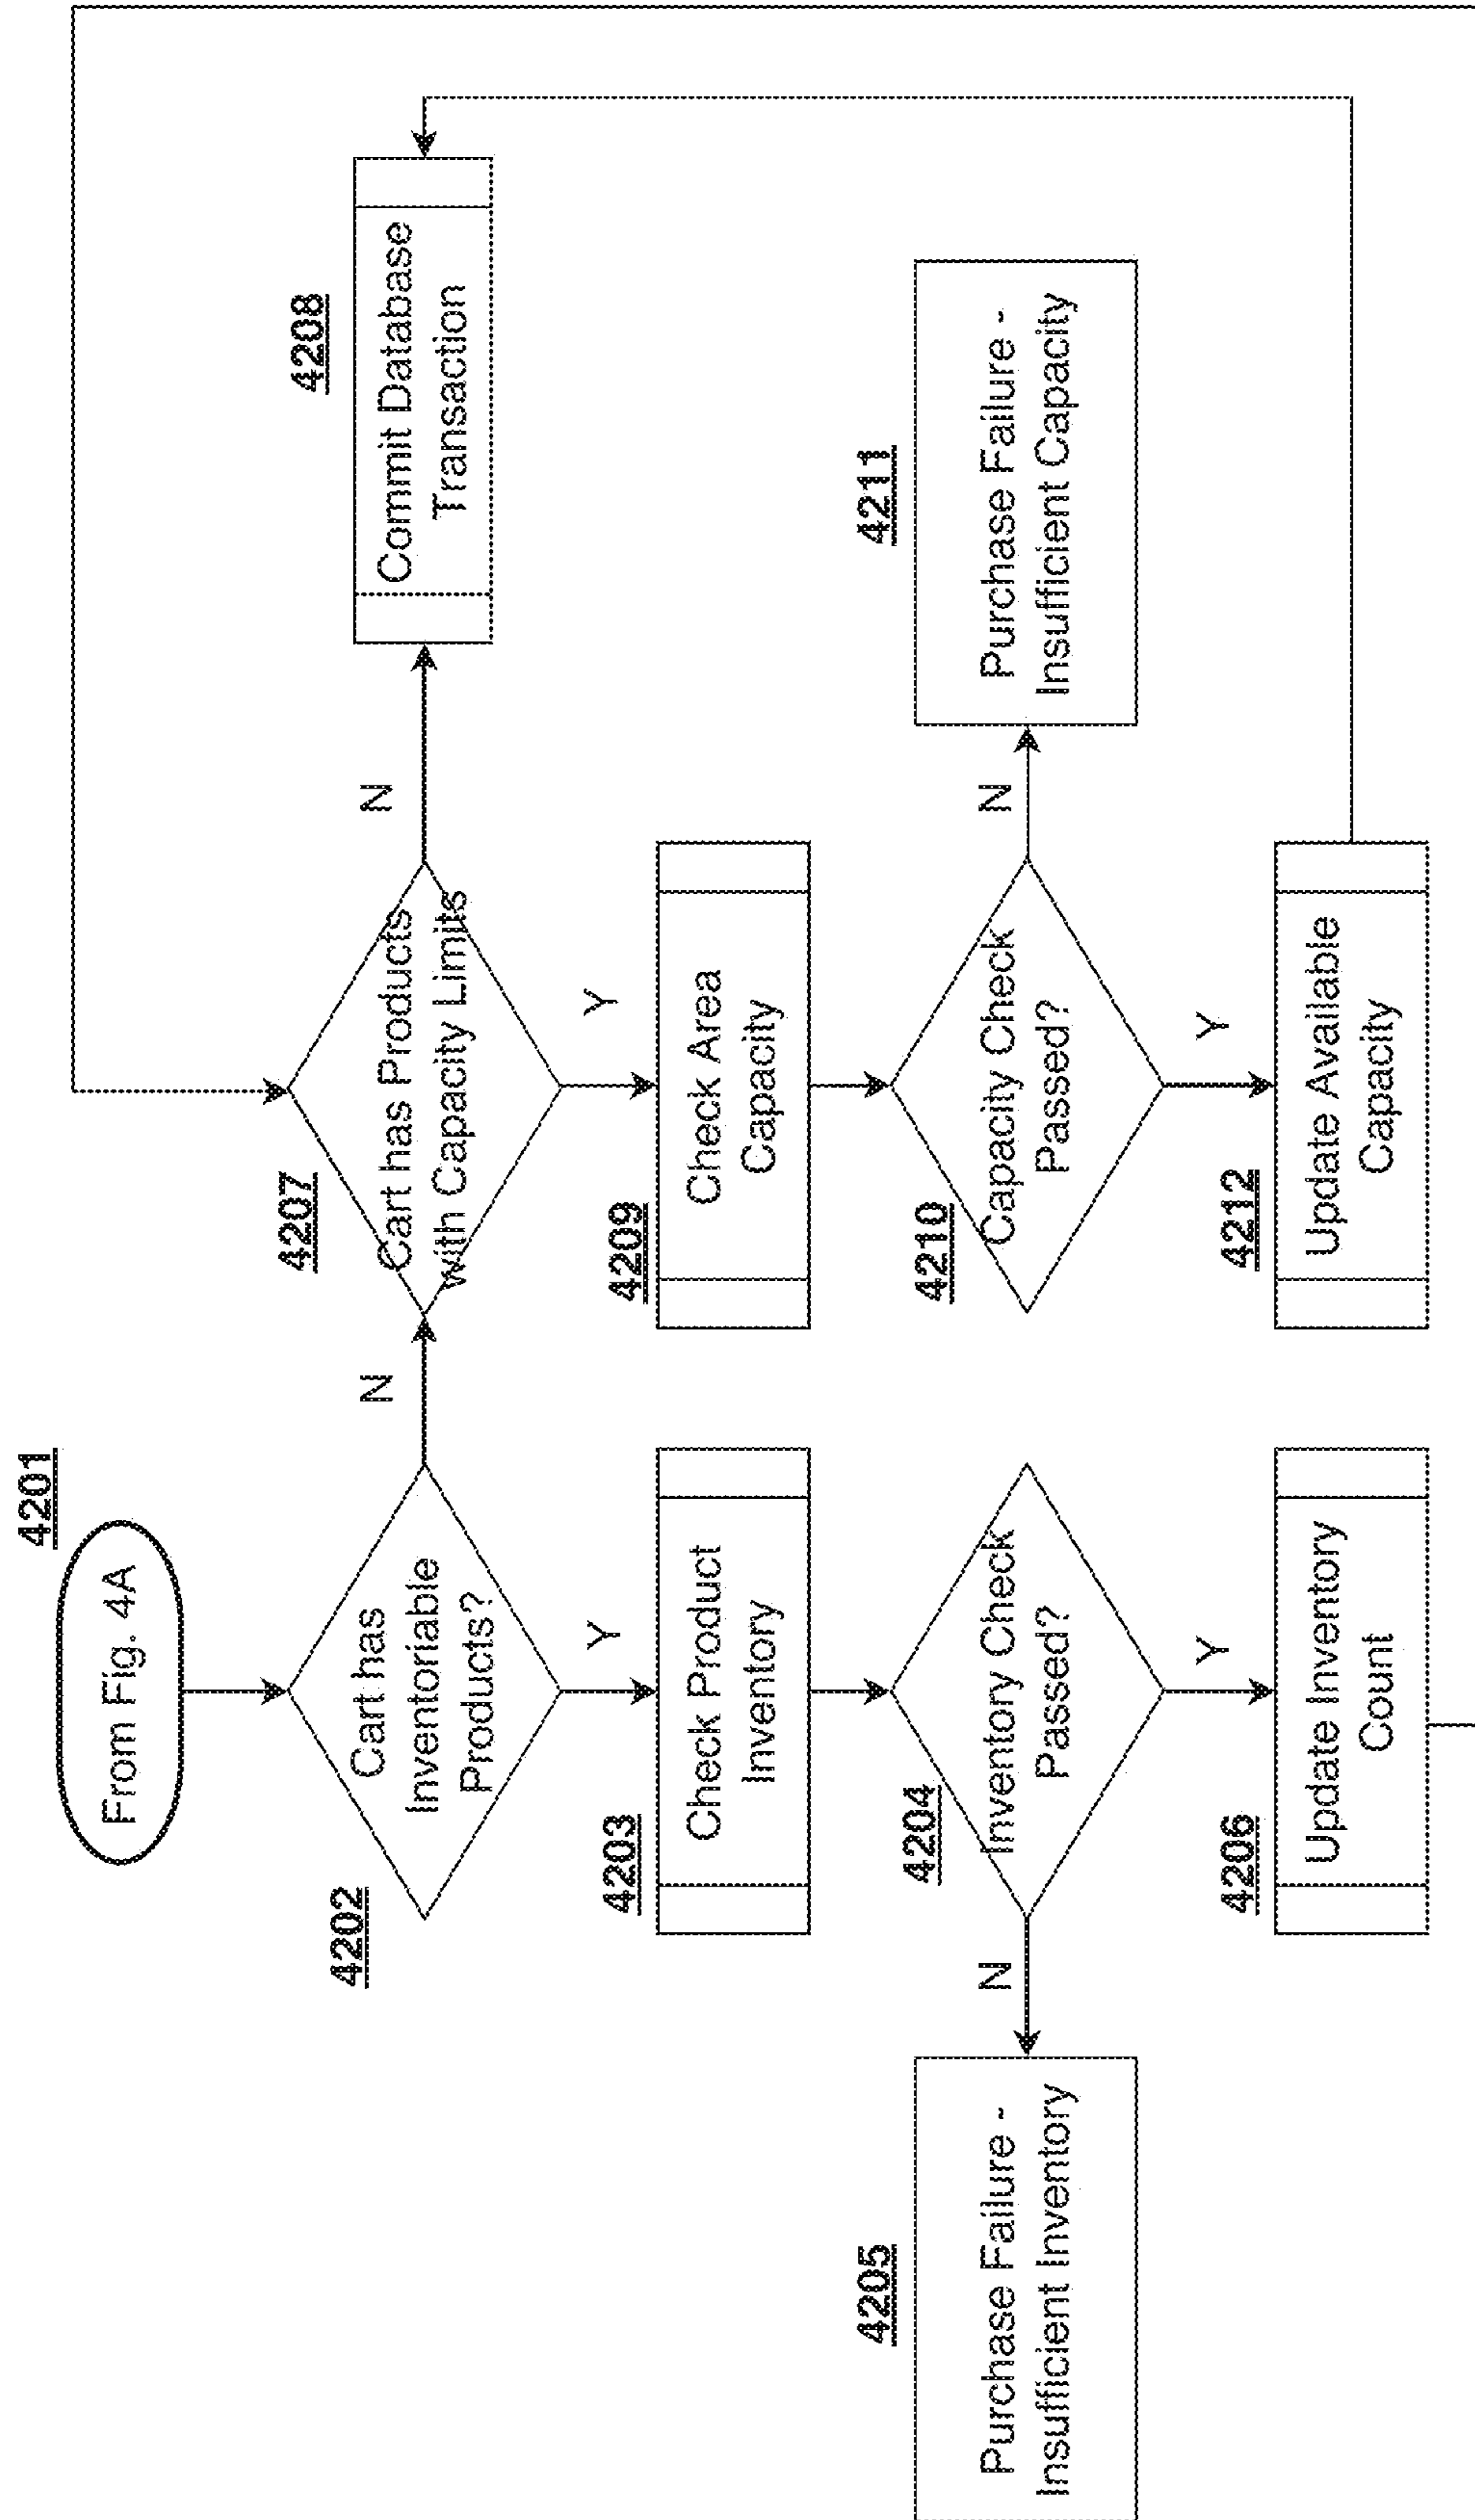 4201
From Fig. 4A
4202
Cart has
Inventoriable
Products?
N
Y
4203
Check Product
Inventory
4204
Inventory Check
Passed?
N
Y
4205
Purchase Failure -
Insufficient Inventory
4206
Update Inventory
Count
4207
Cart has Products
with Capacity Limits
N
Y
4208
Commit Database
Transaction
4209
Check Area
Capacity
4210
Capacity Check
Passed?
N
Y
4211
Purchase Failure -
Insufficient Capacity
4212
Update Available
Capacity